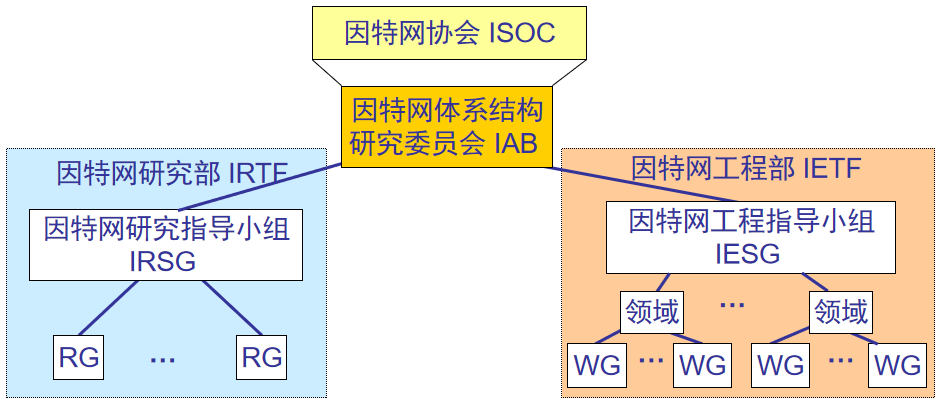 因特网协会 ISOC
因特网体系结构
研究委员会 IAB
因特网研究部 IRTF
因特网研究指导小组
IRSG
RG
…
RG
因特网工程部 IETF
因特网工程指导小组
IESG
领域
…
领域
WG
…
WG
WG
…
WG